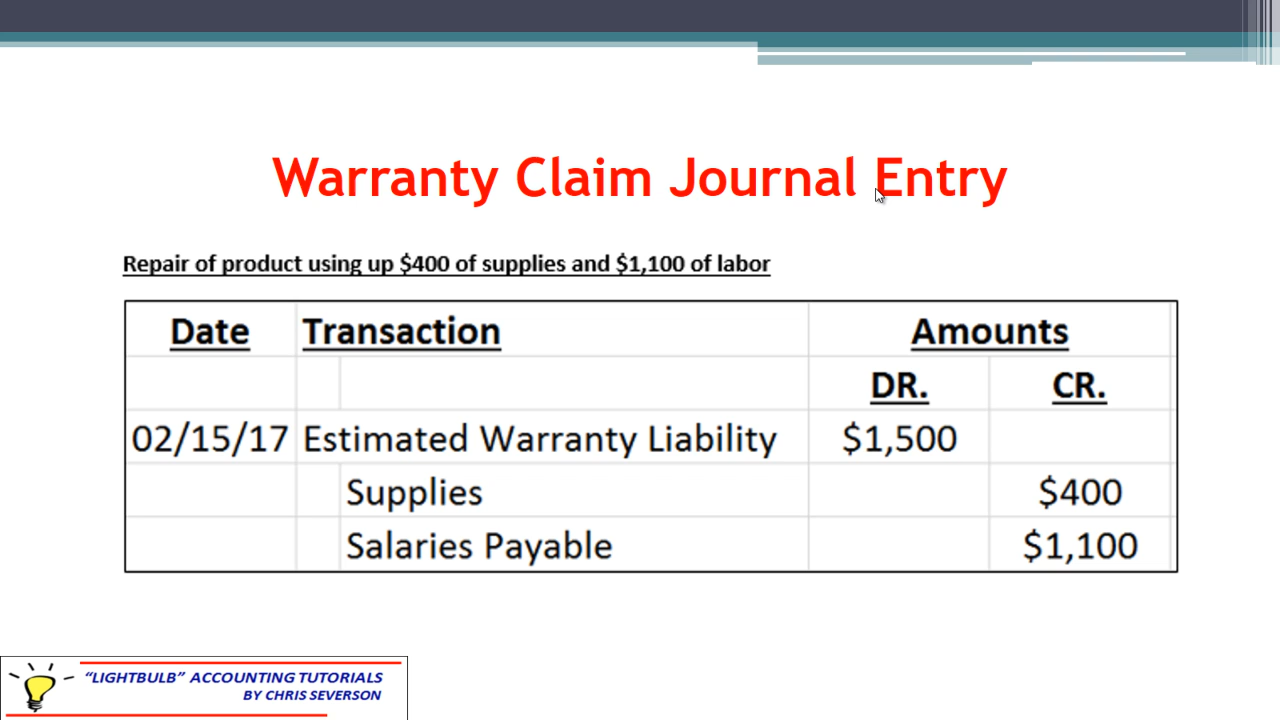 Warranty Claim Journal Entry
Repair of product using up $400 of supplies and $1,100 of labor
Date Transaction Amounts
DR. CR.
02/15/17 Estimated Warranty Liability $1,500
Supplies $400
Salaries Payable $1,100
“LIGHTBULB” ACCOUNTING TUTORIALS
BY CHRIS SEVERSON